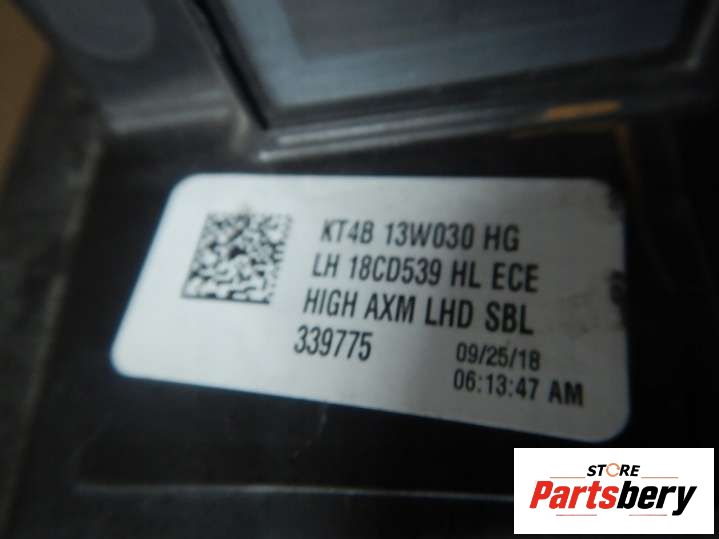 KT4B 13W030 HG
LH 18CD539 HL ECE
HIGH AXM LHD SBL
339775 09/25/18
06:13:47 AM
STORE
Partsbery